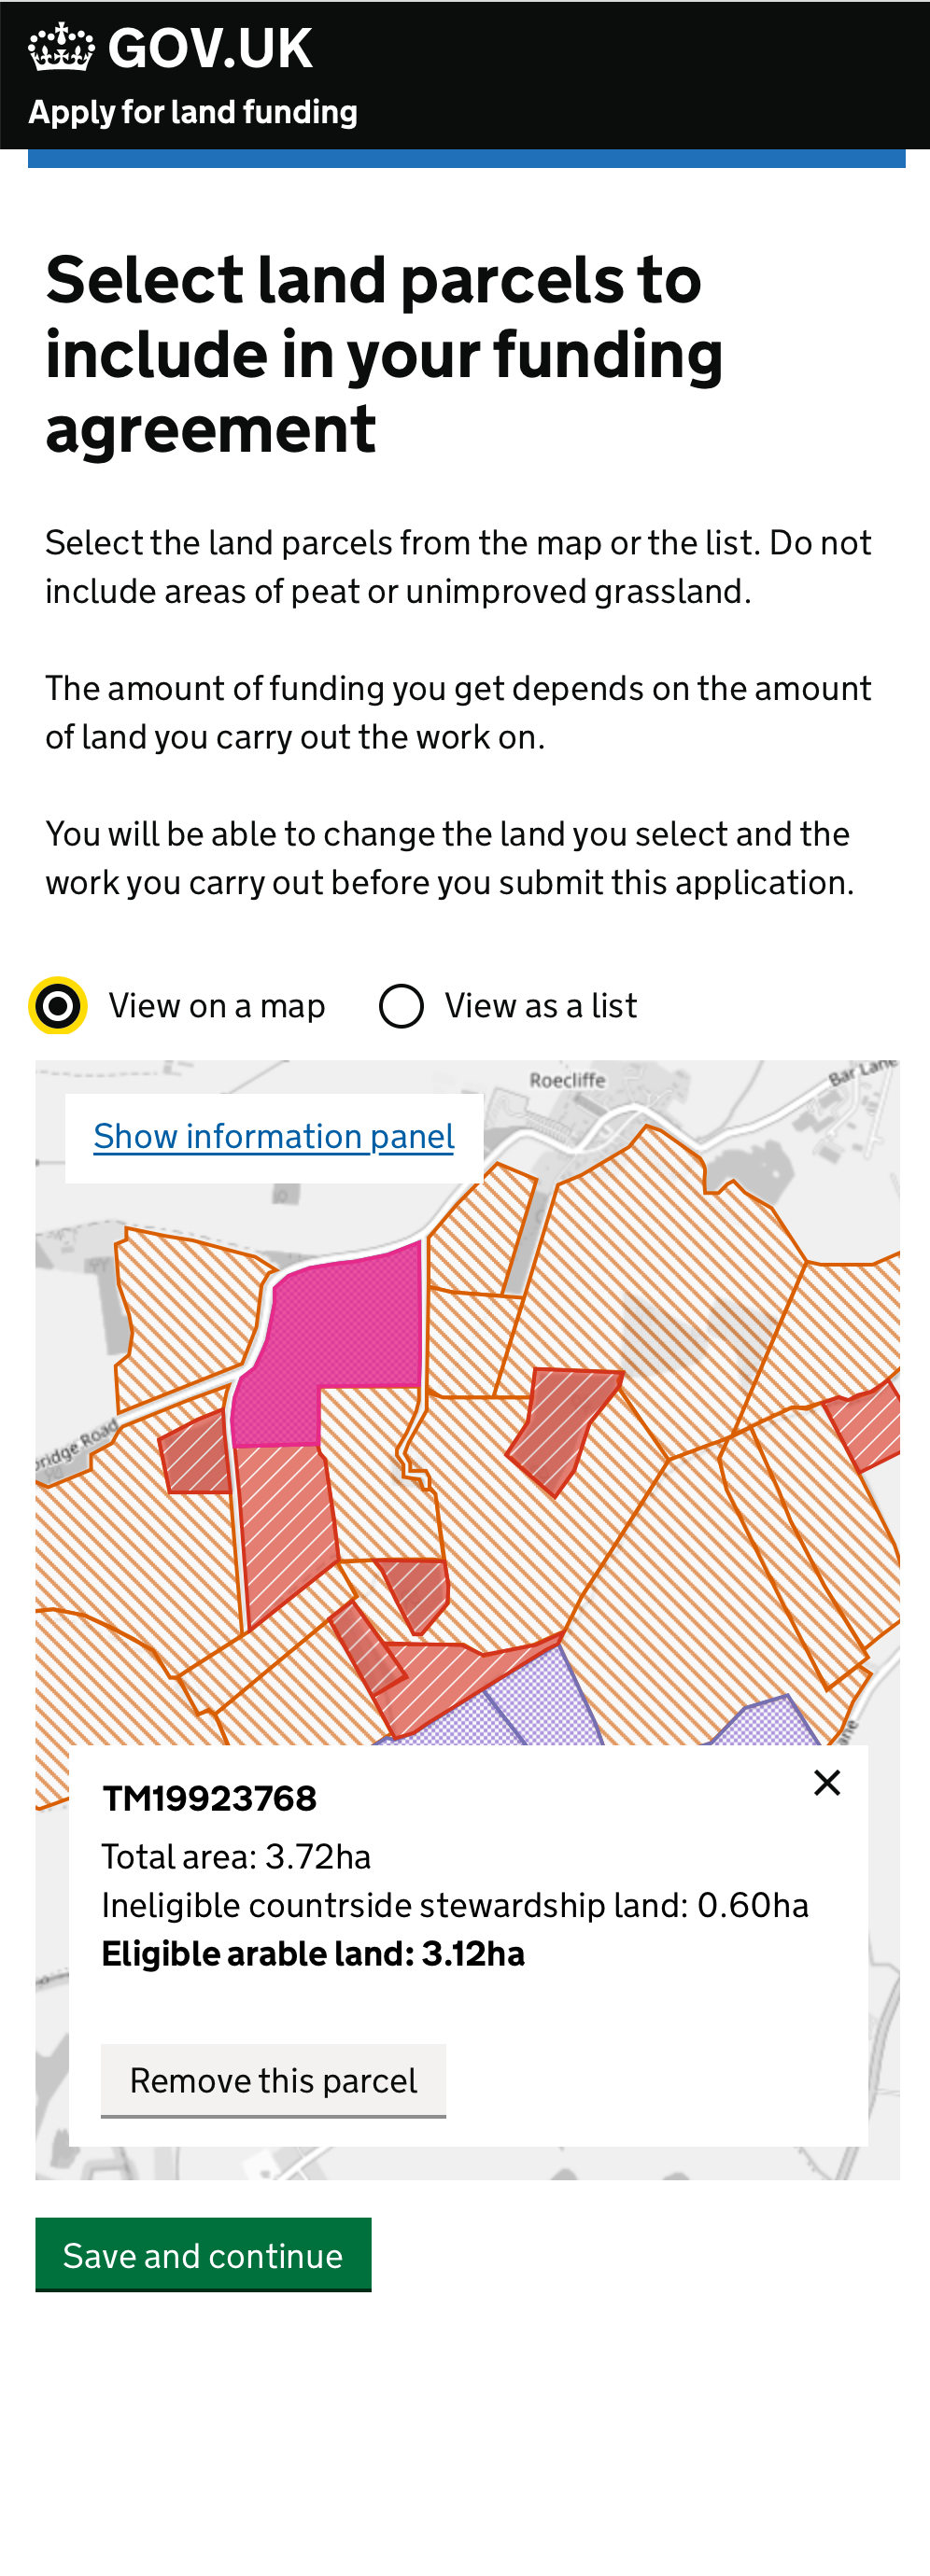 GOV.UK
Apply for land funding
Select land parcels to
include in your funding
agreement
Select the land parcels from the map or the list. Do not
include areas of peat or unimproved grassland.
The amount of funding you get depends on the amount
of land you carry out the work on.
You will be able to change the land you select and the
work you carry out before you submit this application.
View on a map
View as a list
Roecliffe
Bar Lane
Show information panel
bridge Road
TM19923768
Total area: 3.72ha
Ineligible countrside stewardship land: 0.60ha
Eligible arable land: 3.12ha
Remove this parcel
Save and continue